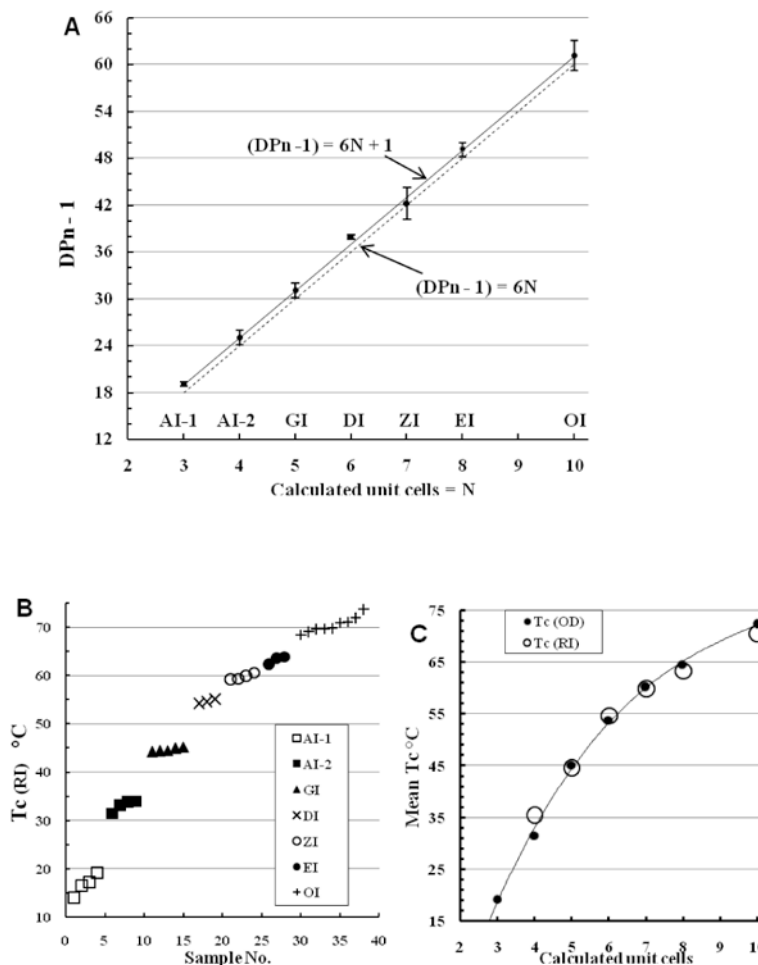 A
66
60
54
48
42
36
30
24
18
12
DPn - 1
(DPn -1) = 6N + 1
(DPn - 1) = 6N
AI-1 AI-2 GI DI ZI EI OI
2 3 4 5 6 7 8 9 10
Calculated unit cells = N
B
70
60
50
40
30
20
10
Tc (RI) °C
AI-1
AI-2
GI
DI
ZI
EI
OI
0 5 10 15 20 25 30 35 40
Sample No.
C
75
65
55
45
35
25
15
Mean Tc °C
Tc (OD)
Tc (RI)
2 3 4 5 6 7 8 9 10
Calculated unit cells